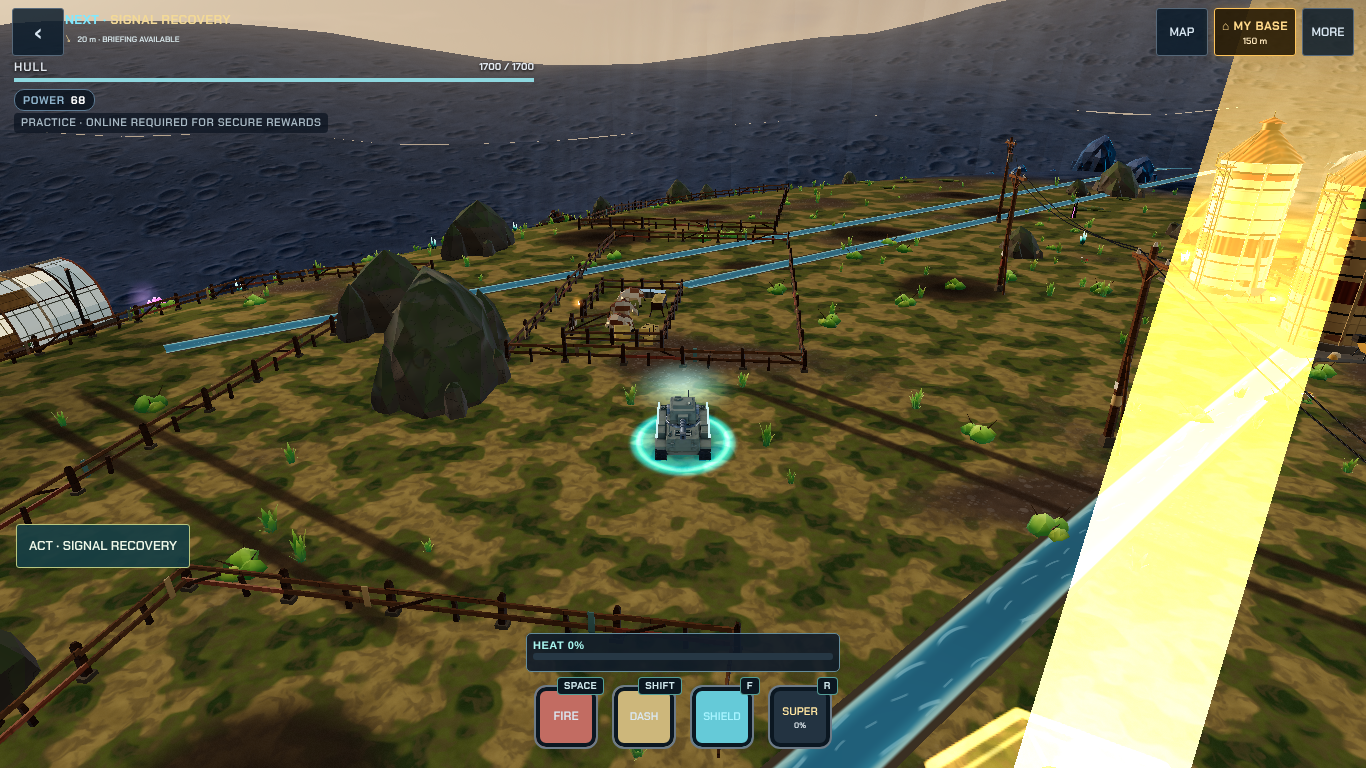 ‹
NEXT SIGNAL RECOVERY
20 m · BRIEFING AVAILABLE
HULL 1700 / 1700
POWER 68
PRACTICE · ONLINE REQUIRED FOR SECURE REWARDS
MAP
⌂ MY BASE
150 m
MORE
ACT · SIGNAL RECOVERY
HEAT 0%
SPACE
FIRE
SHIFT
DASH
F
SHIELD
R
SUPER
0%